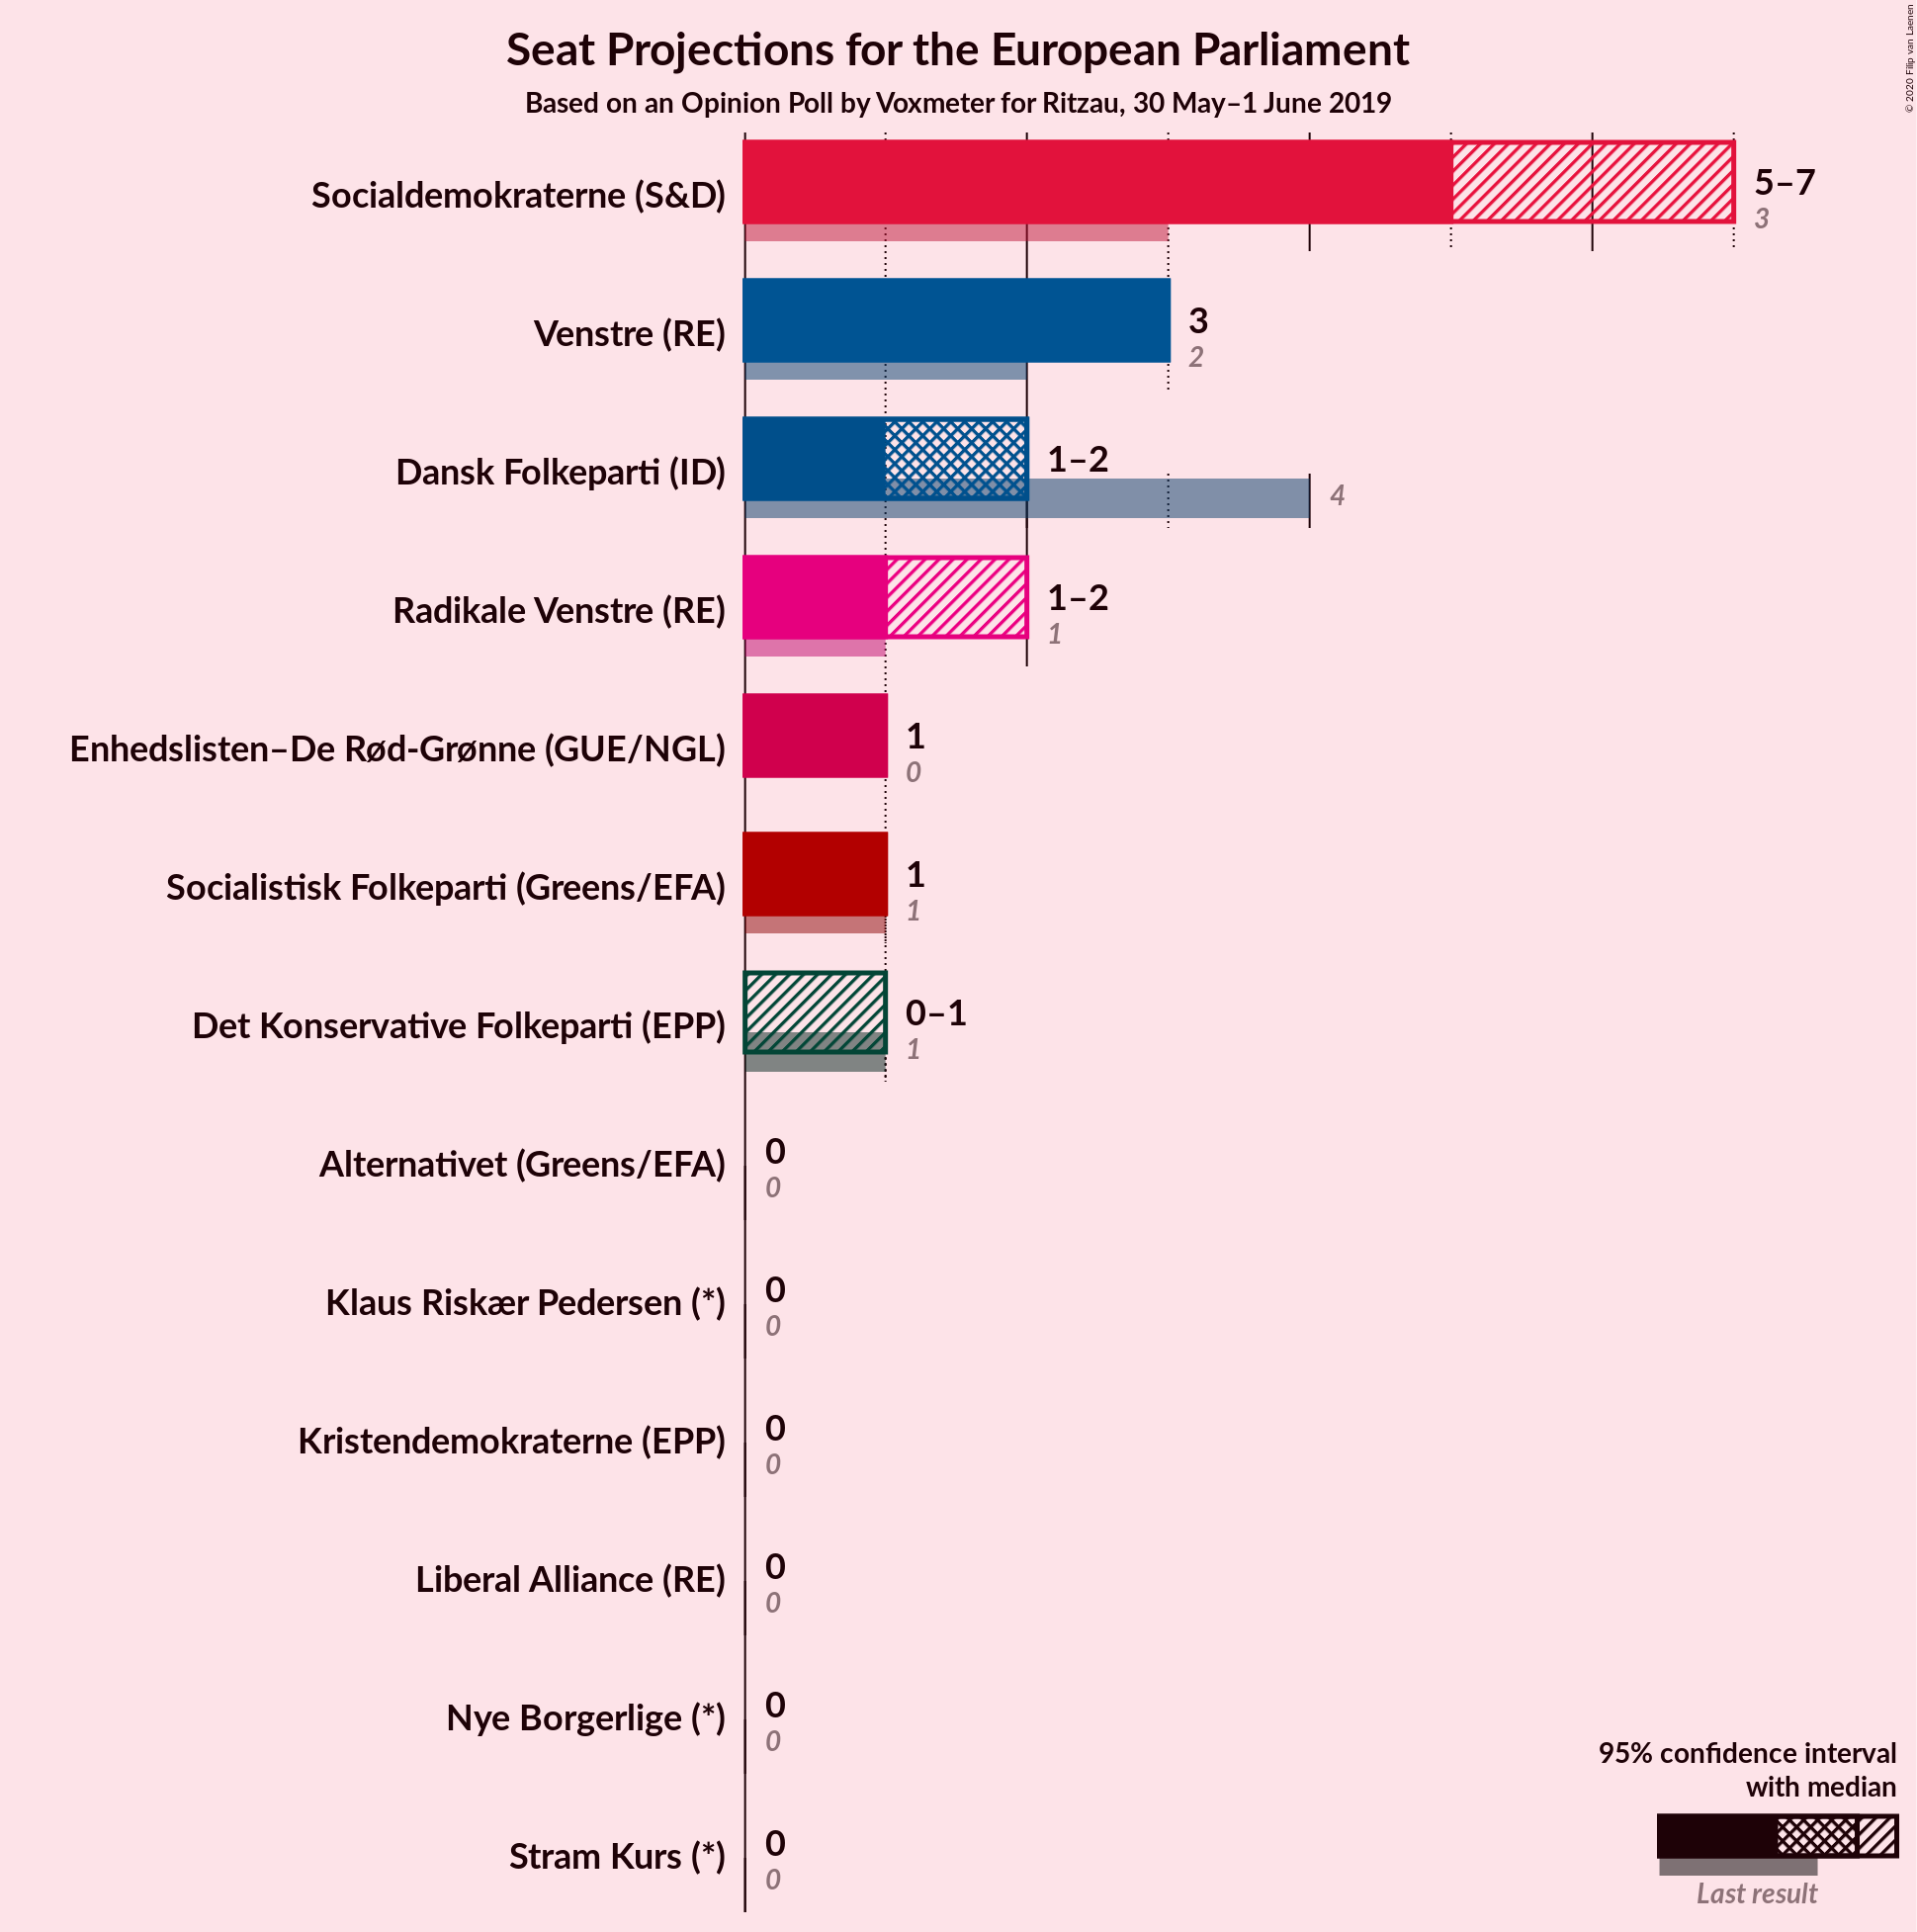 Seat Projections for the European Parliament
Based on an Opinion Poll by Voxmeter for Ritzau, 30 May–1 June 2019
© 2020 Filip van Laenen
Socialdemokraterne (S&D)
5–7
3
Venstre (RE)
3
2
Dansk Folkeparti (ID)
1–2
4
Radikale Venstre (RE)
1–2
1
Enhedslisten–De Rød-Grønne (GUE/NGL)
1
0
Socialistisk Folkeparti (Greens/EFA)
1
1
Det Konservative Folkeparti (EPP)
0–1
1
Alternativet (Greens/EFA)
0
0
Klaus Riskær Pedersen (*)
0
0
Kristendemokraterne (EPP)
0
0
Liberal Alliance (RE)
0
0
Nye Borgerlige (*)
0
0
Stram Kurs (*)
0
0
95% confidence interval
with median
Last result